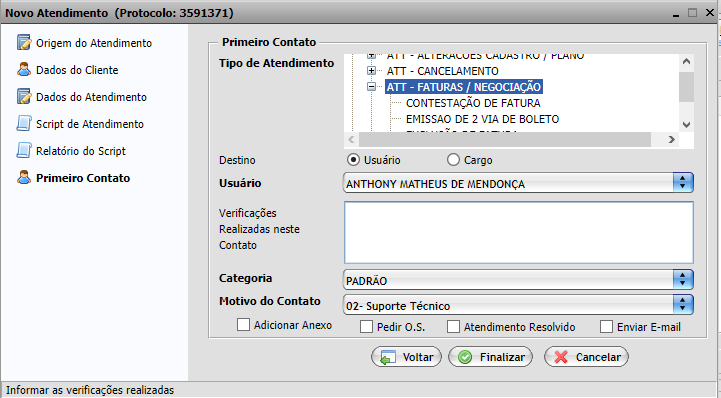 Novo Atendimento (Protocolo: 3591371)
Origem do Atendimento
Dados do Cliente
Dados do Atendimento
Script de Atendimento
Relatório do Script
Primeiro Contato
Primeiro Contato
Tipo de Atendimento
ATT - ALTERACOES CADASTRO / PLANO
ATT - CANCELAMENTO
ATT - FATURAS / NEGOCIAÇÃO
CONTESTAÇÃO DE FATURA
EMISSAO DE 2 VIA DE BOLETO
Destino
Usuário
Cargo
Usuário
ANTHONY MATHEUS DE MENDONÇA
Verificações
Realizadas neste
Contato
Categoria
PADRÃO
Motivo do Contato
02- Suporte Técnico
Adicionar Anexo
Pedir O.S.
Atendimento Resolvido
Enviar E-mail
Voltar
Finalizar
Cancelar
Informar as verificações realizadas